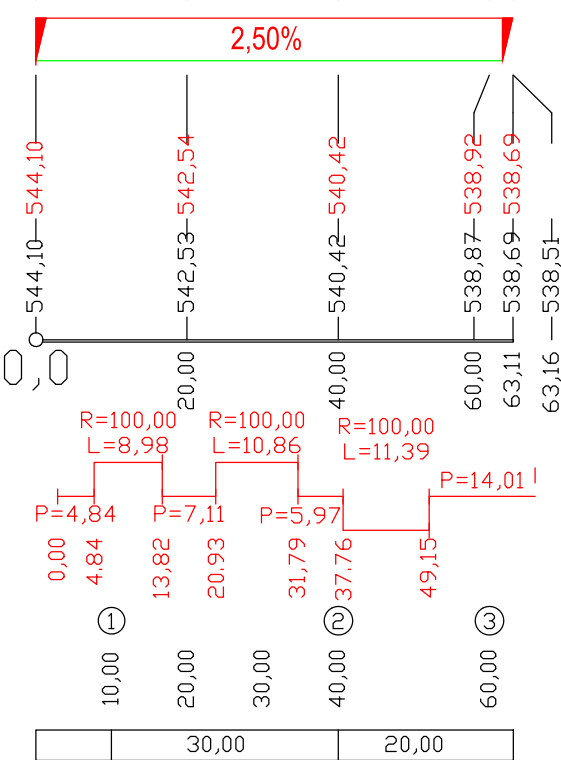 2,50%
544,10 542,54 540,42 538,92 538,69
544,10 542,53 540,42 538,87 538,69 538,51
0,0 20,00 40,00 60,00 63,11 63,16
R=100,00 R=100,00 R=100,00
L=8,98 L=10,86 L=11,39
P=14,01
P=4,84 P=7,11 P=5,97
0,00 4.84 13,82 20.93 31,79 37.76 49,15
1 2 3
10,00 20,00 30,00 40,00 60,00
30,00 20,00